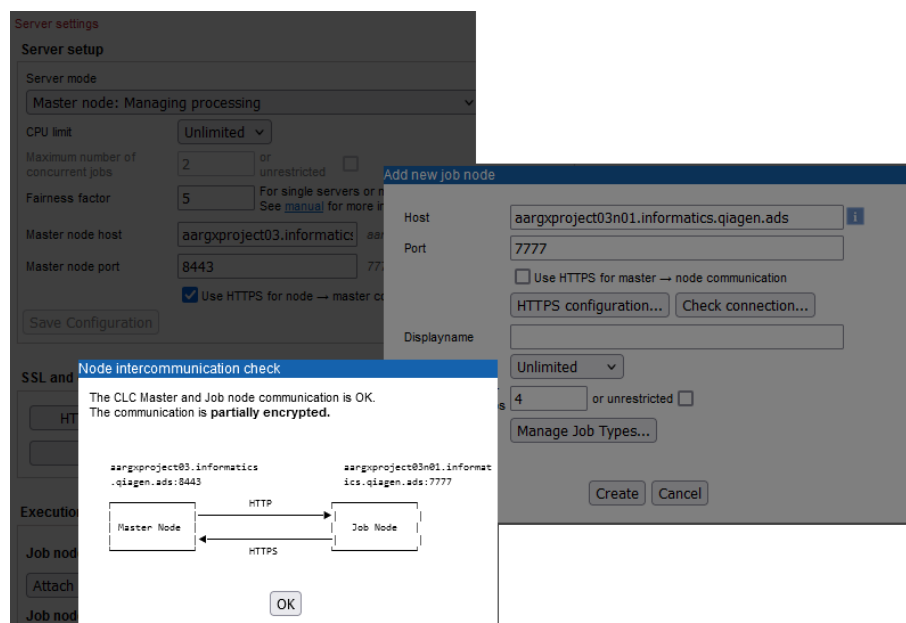 Server settings
Server setup
Server mode
Master node: Managing processing
CPU limit
Unlimited
Maximum number of
concurrent jobs
2
or
unrestricted
Fairness factor
5
For single servers or
See manual for more
Master node host
aargxproject03.informatic
Master node port
8443
Use HTTPS for node → master
Save Configuration
SSL and
HT
Execution
Job
Attach
Job
Add new job node
Host
aargxproject03n01.informatics.qiagen.ads
i
Port
7777
Use HTTPS for master → node communication
HTTPS configuration...
Check connection...
Displayname
Unlimited
4
or unrestricted
Manage Job Types...
Create
Cancel
Node intercommunication check
The CLC Master and Job node communication is OK.
The communication is partially encrypted.
aargxproject03.informatics
.qiagen.ads:8443
aargxproject03n01.informat
ics.qiagen.ads:7777
HTTP
Master Node
Job Node
HTTPS
OK